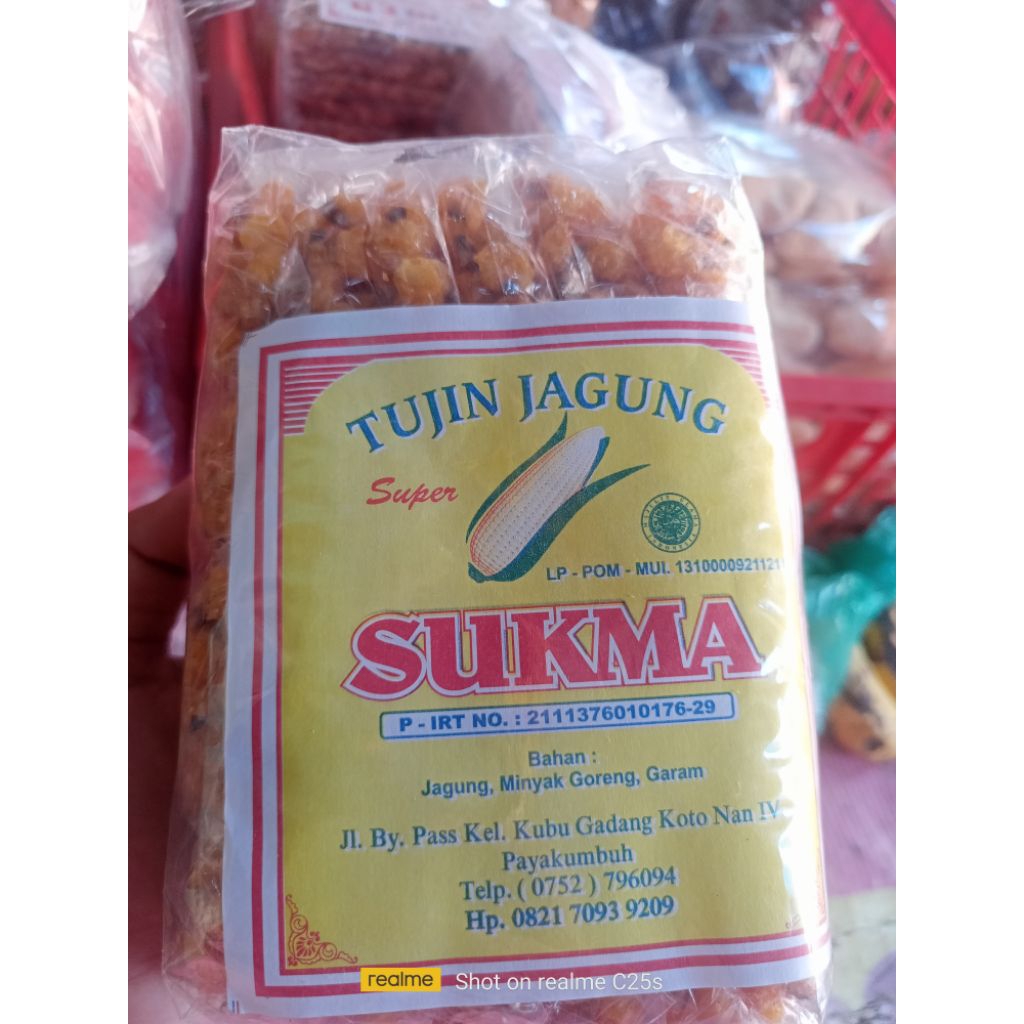 TUJIN JAGUNG
Super
LP - POM - MUI. 1310000921121
SUKMA
P - IRT NO. : 2111376010176-29
Bahan :
Jagung, Minyak Goreng, Garam
Jl. By. Pass Kel. Kubu Gadang Koto Nan IV
Payakumbuh
Telp. ( 0752 ) 796094
Hp. 0821 7093 9209
realme Shot on realme C25s